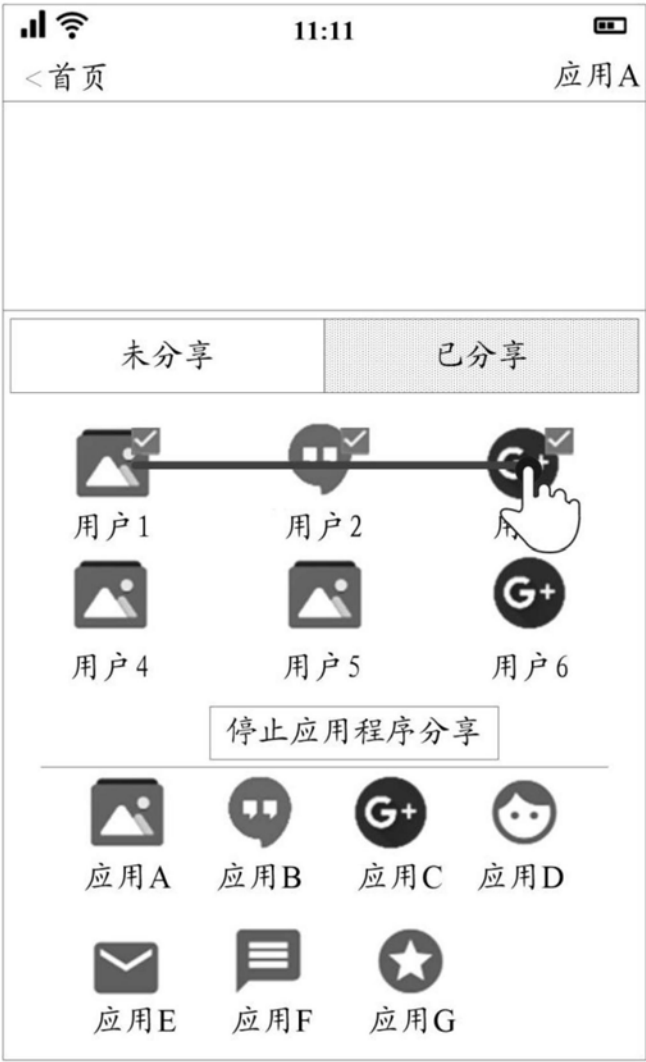 11:11
<首页 应用A
未分享 已分享
用户1 用户2 用
用户4 用户5 用户6
停止应用程序分享
应用A 应用B 应用C 应用D
应用E 应用F 应用G